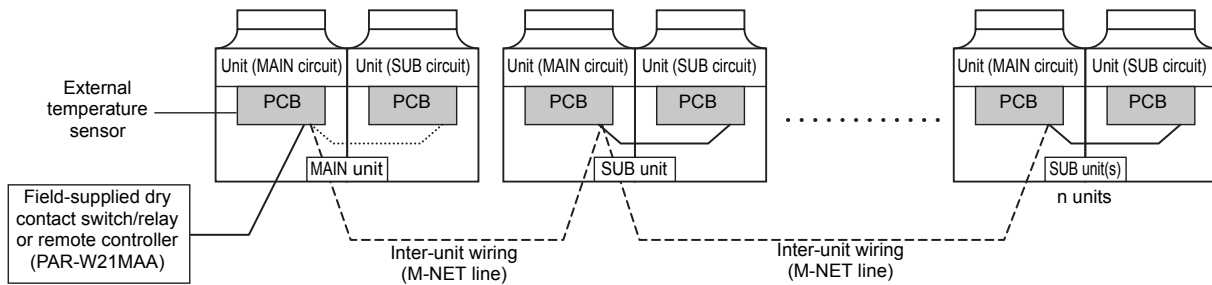 Unit (MAIN circuit)
Unit (SUB circuit)
Unit (MAIN circuit)
Unit (SUB circuit)
Unit (MAIN circuit)
Unit (SUB circuit)
External
temperature
sensor
PCB
PCB
PCB
PCB
PCB
PCB
MAIN unit
SUB unit
SUB unit(s)
n units
Field-supplied dry
contact switch/relay
or remote controller
(PAR-W21MAA)
Inter-unit wiring
(M-NET line)
Inter-unit wiring
(M-NET line)